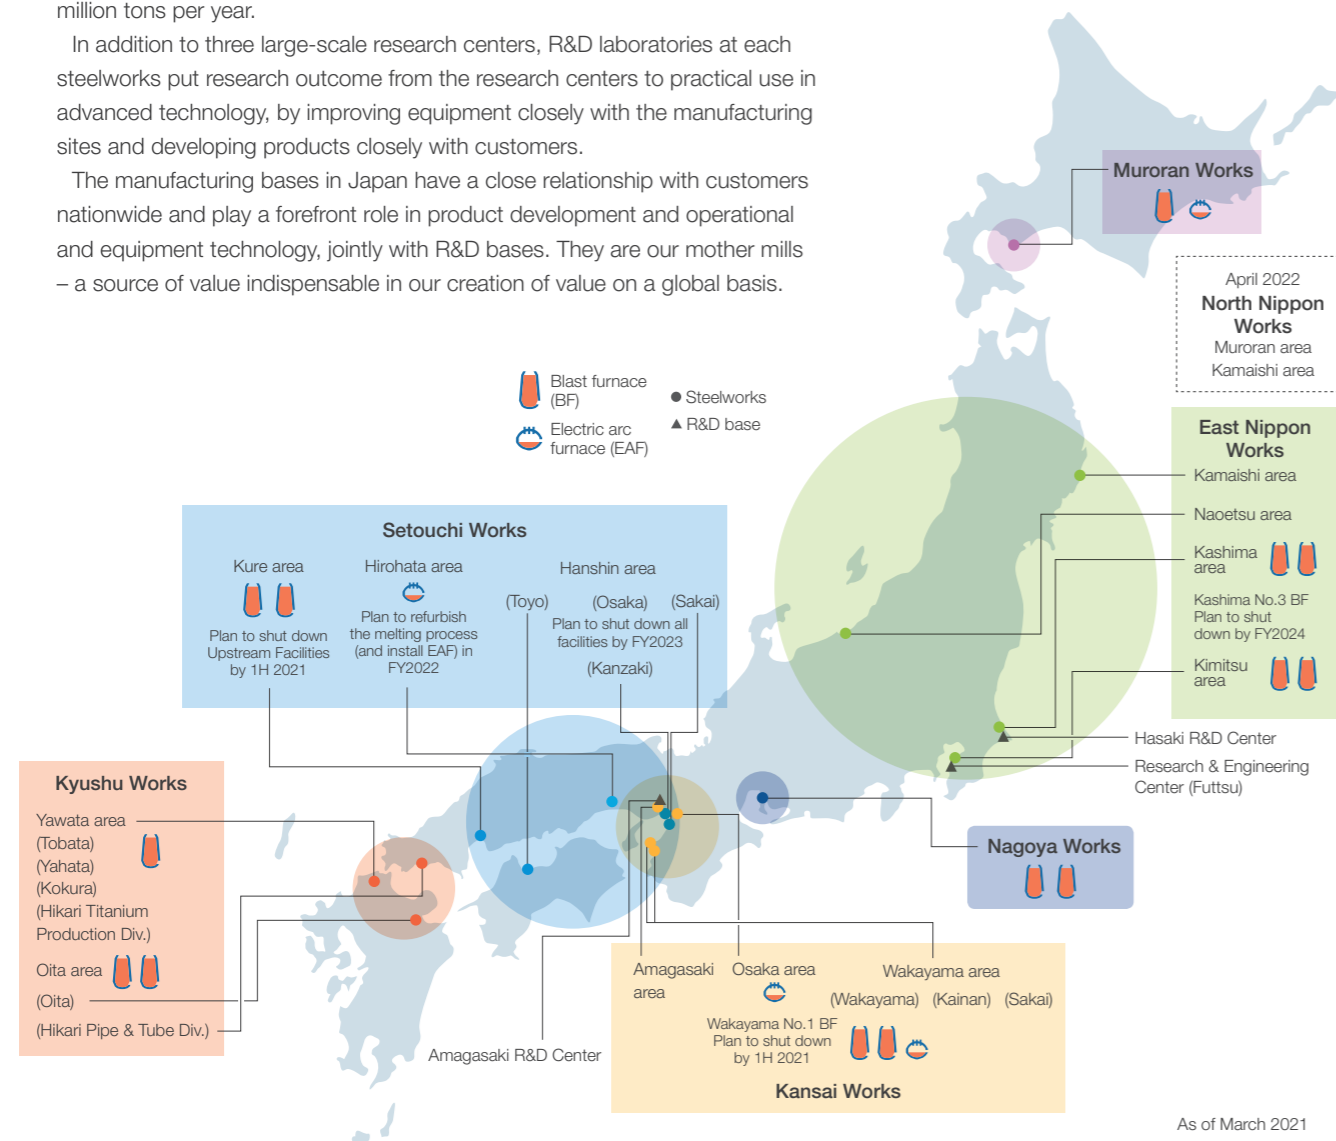 million tons per year.
In addition to three large-scale research centers, R&D laboratories at each
steelworks put research outcome from the research centers to practical use in
advanced technology, by improving equipment closely with the manufacturing
sites and developing products closely with customers.
The manufacturing bases in Japan have a close relationship with customers
nationwide and play a forefront role in product development and operational
and equipment technology, jointly with R&D bases. They are our mother mills
– a source of value indispensable in our creation of value on a global basis.
Blast furnace
(BF)
Electric arc
furnace (EAF)
Steelworks
R&D base
Muroran Works
April 2022
North Nippon
Works
Muroran area
Kamaishi area
East Nippon
Works
Kamaishi area
Naoetsu area
Kashima
area
Kashima No.3 BF
Plan to shut
down by FY2024
Kimitsu
area
Hasaki R&D Center
Research & Engineering
Center (Futtsu)
Setouchi Works
Kure area
Plan to shut down
Upstream Facilities
by 1H 2021
Hirohata area
Plan to refurbish
the melting process
(and install EAF) in
FY2022
Hanshin area
(Toyo)
(Osaka)
(Sakai)
Plan to shut down all
facilities by FY2023
(Kanzaki)
Kyushu Works
Yawata area
(Tobata)
(Yahata)
(Kokura)
(Hikari Titanium
Production Div.)
Oita area
(Oita)
(Hikari Pipe & Tube Div.)
Nagoya Works
Amagasaki R&D Center
Amagasaki
area
Osaka area
Wakayama area
(Wakayama) (Kainan) (Sakai)
Wakayama No.1 BF
Plan to shut down
by 1H 2021
Kansai Works
As of March 2021